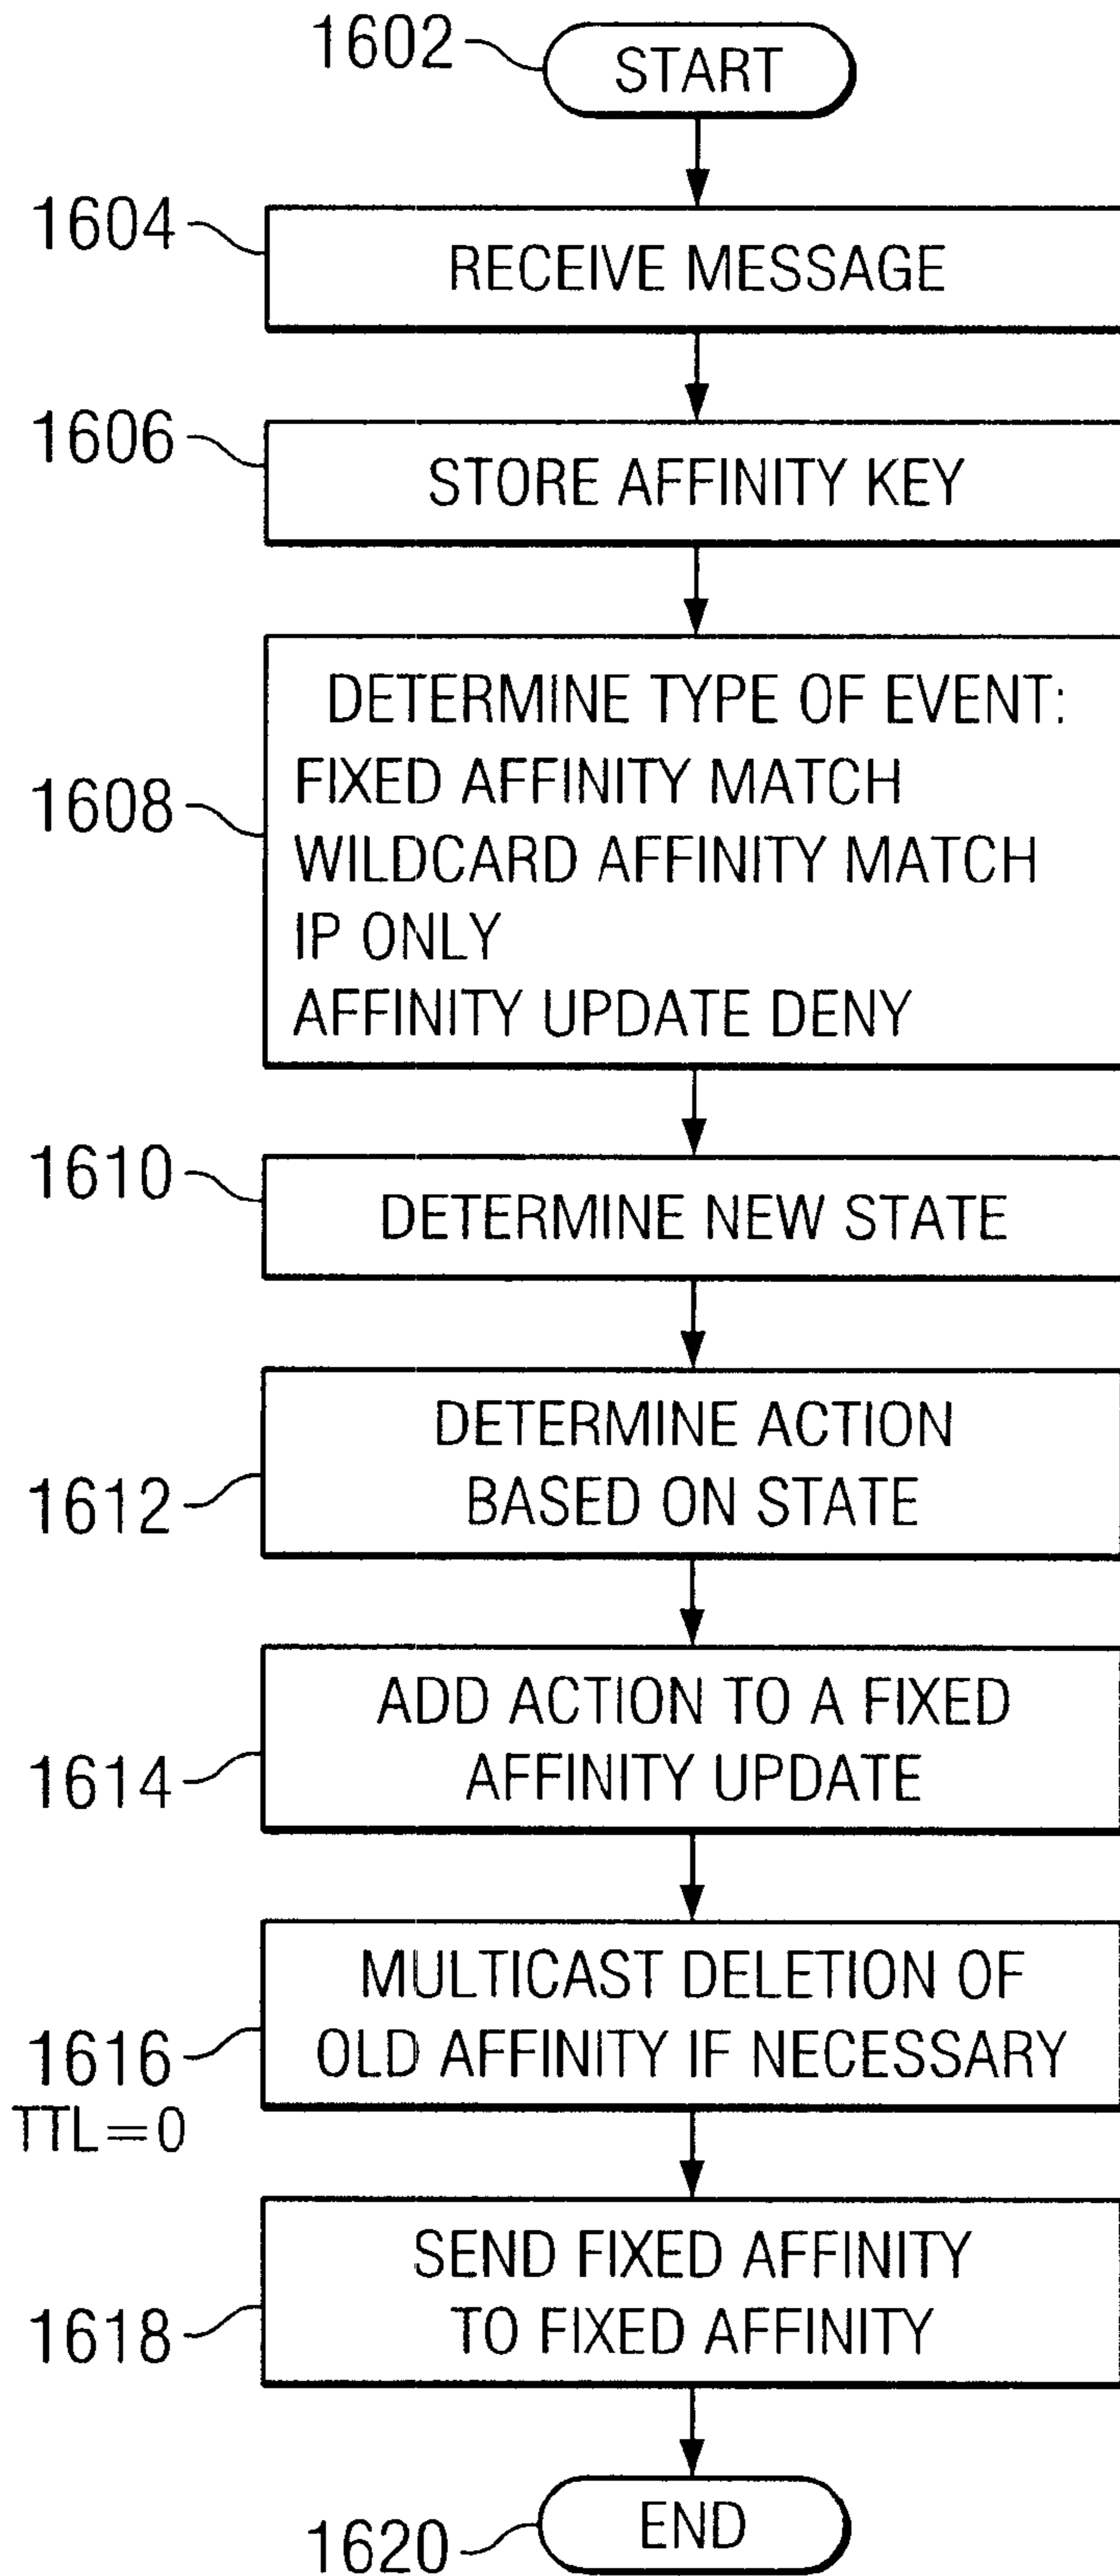 1602
START
1604
RECEIVE MESSAGE
1606
STORE AFFINITY KEY
1608
DETERMINE TYPE OF EVENT:
FIXED AFFINITY MATCH
WILDCARD AFFINITY MATCH
IP ONLY
AFFINITY UPDATE DENY
1610
DETERMINE NEW STATE
1612
DETERMINE ACTION
BASED ON STATE
1614
ADD ACTION TO A FIXED
AFFINITY UPDATE
1616
TTL=0
MULTICAST DELETION OF
OLD AFFINITY IF NECESSARY
1618
SEND FIXED AFFINITY
TO FIXED AFFINITY
1620
END